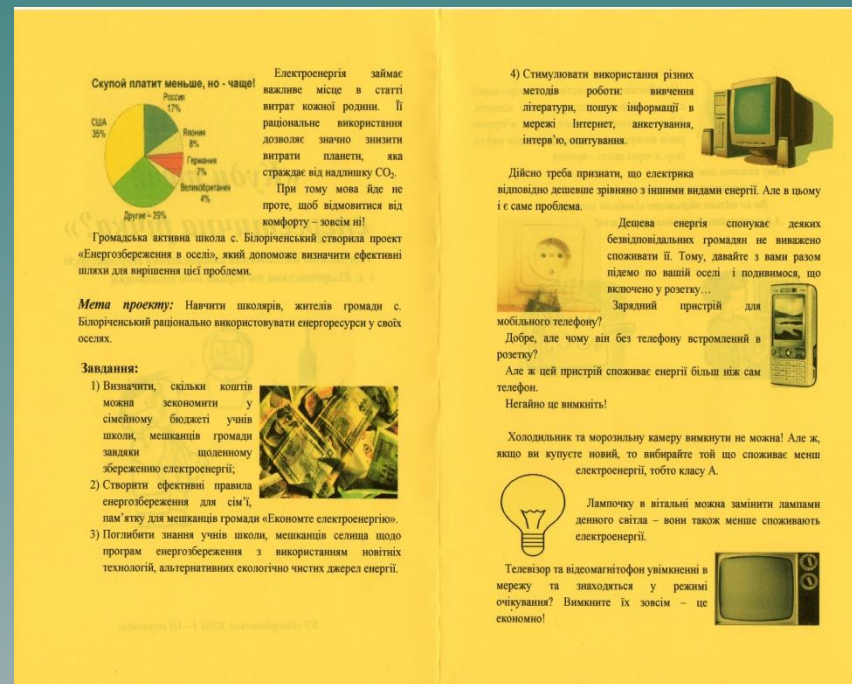 Скупой платит меньше, но - чаще!
Россия
17%
США
35%
Япония
8%
Германия
7%
Великобритания
4%
Другие – 29%
Електроенергія займає
важливе місце в статті
витрат кожної родини. Її
раціональне використання
дозволяє значно знизити
витрати планети, яка
страждає від надлишку СО2.
При тому мова йде не
проте, щоб відмовитися від
комфорту – зовсім ні!
Громадська активна школа с. Білоріченський створила проект
«Енергозбереження в оселі», який допоможе визначити ефективні
шляхи для вирішення цієї проблеми.
Мета проекту: Навчити школярів, жителів громади с.
Білоріченський раціонально використовувати енергоресурси у своїх
оселях.
Завдання:
1) Визначити, скільки коштів
можна зекономити у
сімейному бюджеті учнів
школи, мешканців громади
завдяки щоденному
збереженню електроенергії;
2) Створити ефективні правила
енергозбереження для сім’ї,
пам’ятку для мешканців громади «Економте електроенергію».
3) Поглибити знання учнів школи, мешканців селища щодо
програм енергозбереження з використанням новітніх
технологій, альтернативних екологічно чистих джерел енергії.
4) Стимулювати використання різних
методів роботи: вивчення
літератури, пошук інформації в
мережі Інтернет, анкетування,
інтерв’ю, опитування.
Дійсно треба признати, що електрика
відповідно дешевше зрівняно з іншими видами енергії. Але в цьому
і є саме проблема.
Дешева енергія спонукає деяких
безвідповідальних громадян не виважено
споживати її. Тому, давайте з вами разом
підемо по вашій оселі і подивимося, що
включено у розетку…
Зарядний пристрій для
мобільного телефону?
Добре, але чому він без телефону встромлений в
розетку?
Але ж цей пристрій споживає енергії більш ніж сам
телефон.
Негайно це вимкніть!
Холодильник та морозильну камеру вимкнути не можна! Але ж,
якщо ви купуєте новий, то вибирайте той що споживає менш
електроенергії, тобто класу А.
Лампочку в вітальні можна замінити лампами
денного світла – вони також менше споживають
електроенергії.
Телевізор та відеомагнітофон увімкненні в
мережу та знаходяться у режимі
очікування? Вимкните їх зовсім – це
економно!